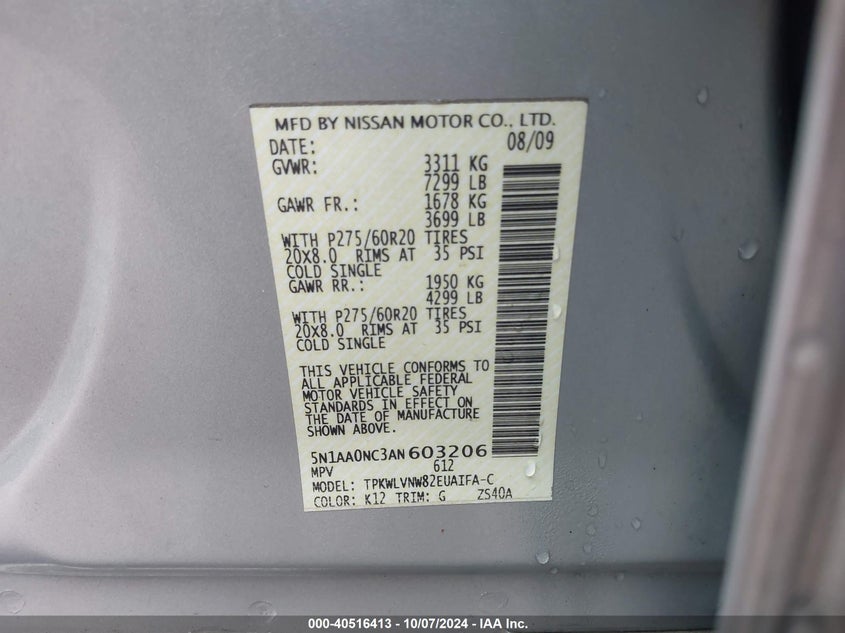 MFD BY NISSAN MOTOR CO., LTD.
DATE: 08/09
GVWR: 3311 KG
7299 LB
GAWR FR.: 1678 KG
3699 LB
WITH P275/60R20 TIRES
20X8.0 RIMS AT 35 PSI
COLD SINGLE
GAWR RR.: 1950 KG
4299 LB
WITH P275/60R20 TIRES
20X8.0 RIMS AT 35 PSI
COLD SINGLE
THIS VEHICLE CONFORMS TO
ALL APPLICABLE FEDERAL
MOTOR VEHICLE SAFETY
STANDARDS IN EFFECT ON
THE DATE OF MANUFACTURE
SHOWN ABOVE.
5N1AA0NC3AN603206
MPV 612
MODEL: TPKWLVNW82EUAIFA-C
COLOR: K12 TRIM: G ZS40A
000-40516413 - 10/07/2024 - IAA Inc.